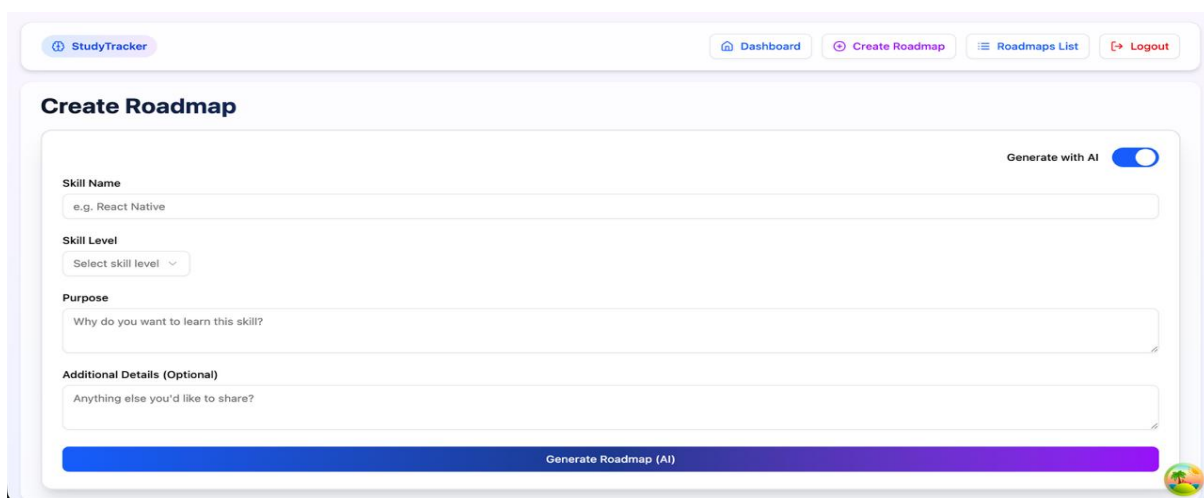 StudyTracker
Dashboard
Create Roadmap
Roadmaps List
Logout
Create Roadmap
Generate with AI
Skill Name
e.g. React Native
Skill Level
Select skill level
Purpose
Why do you want to learn this skill?
Additional Details (Optional)
Anything else you'd like to share?
Generate Roadmap (AI)